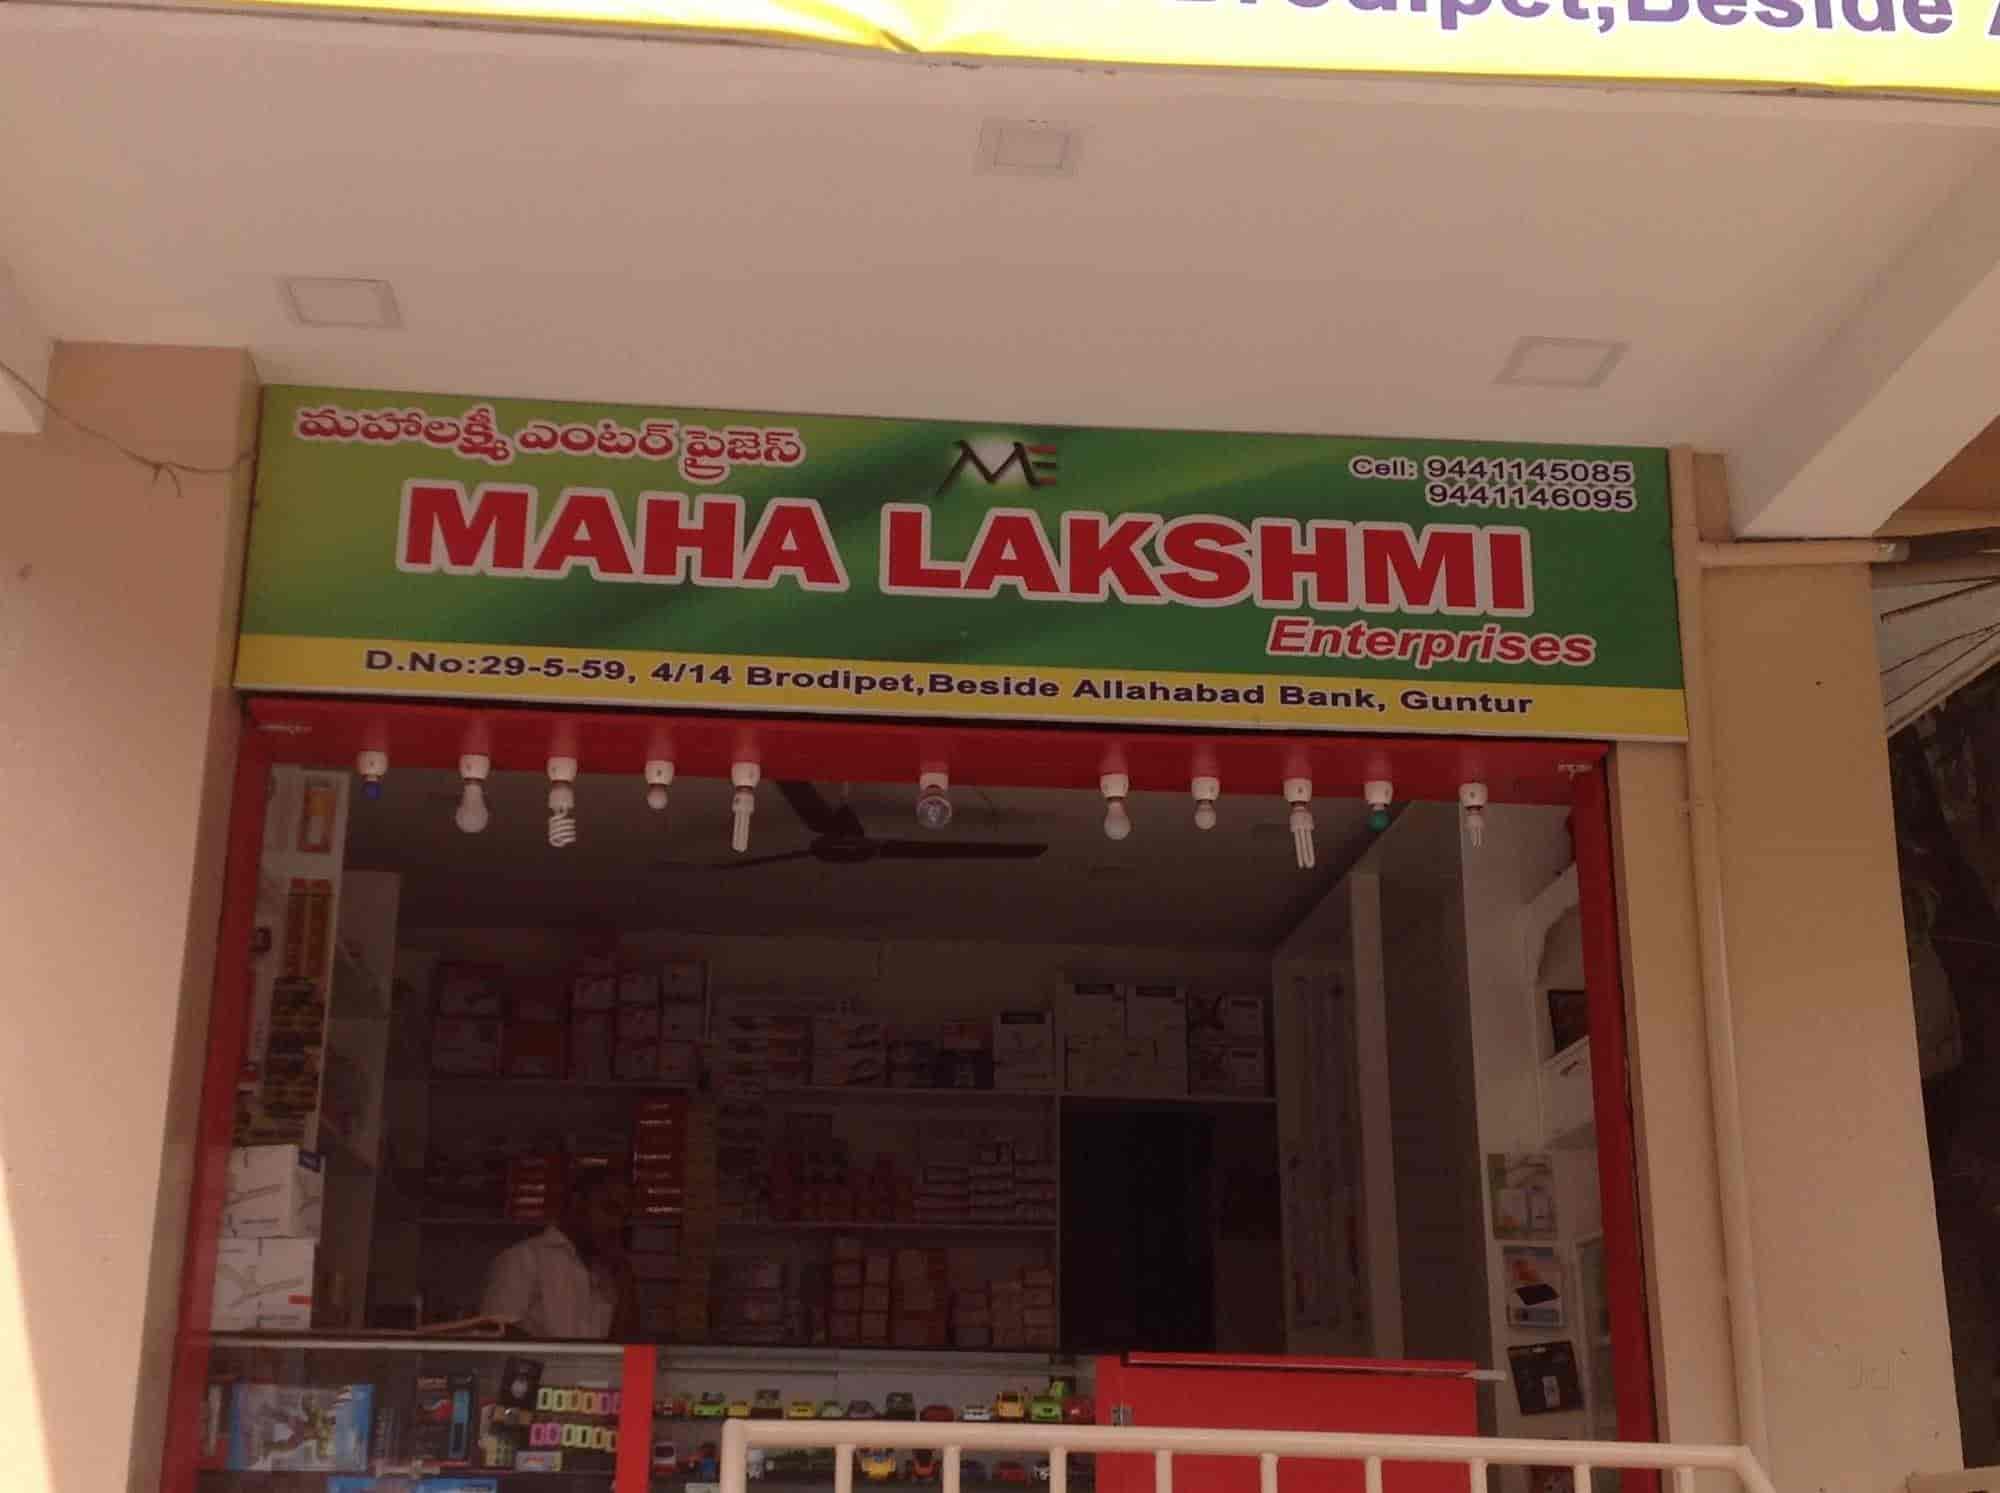 Brodipet,Beside
మహాలక్ష్మీ ఎంటర్ ప్రైజెస్
ME
Cell: 9441145085
9441146095
MAHA LAKSHMI
Enterprises
D.No:29-5-59, 4/14 Brodipet,Beside Allahabad Bank, Guntur